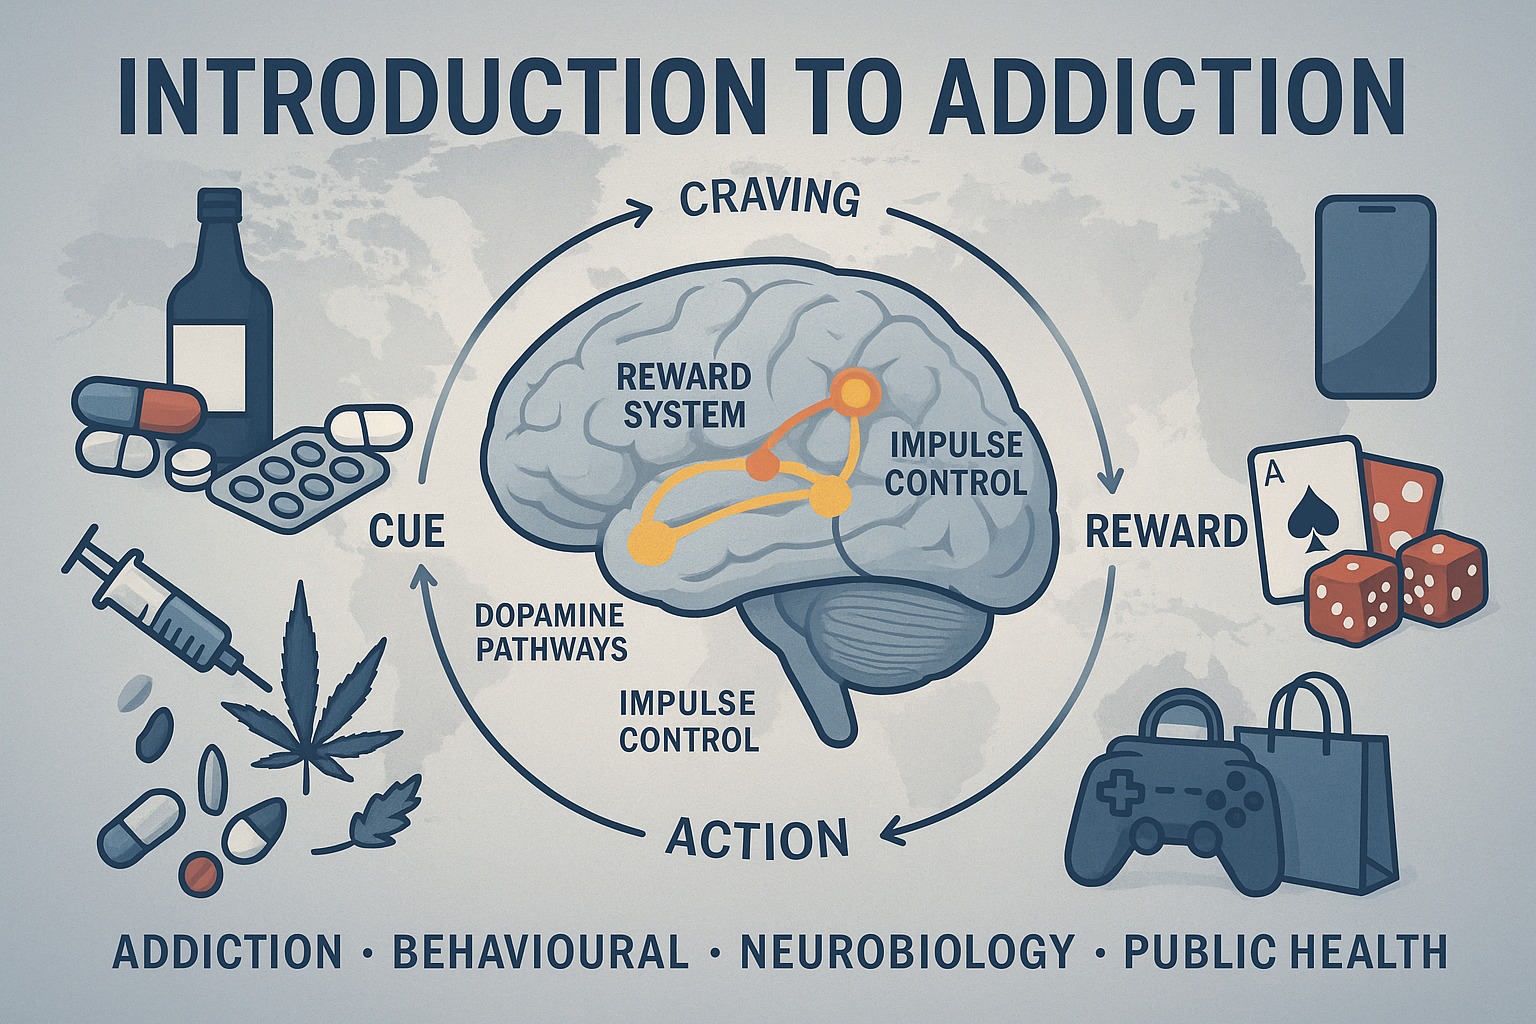 INTRODUCTION TO ADDICTION
CRAVING
REWARD
SYSTEM
IMPULSE
CONTROL
CUE
REWARD
A
DOPAMINE
PATHWAYS
IMPULSE
CONTROL
ACTION
ADDICTION · BEHAVIOURAL · NEUROBIOLOGY · PUBLIC HEALTH